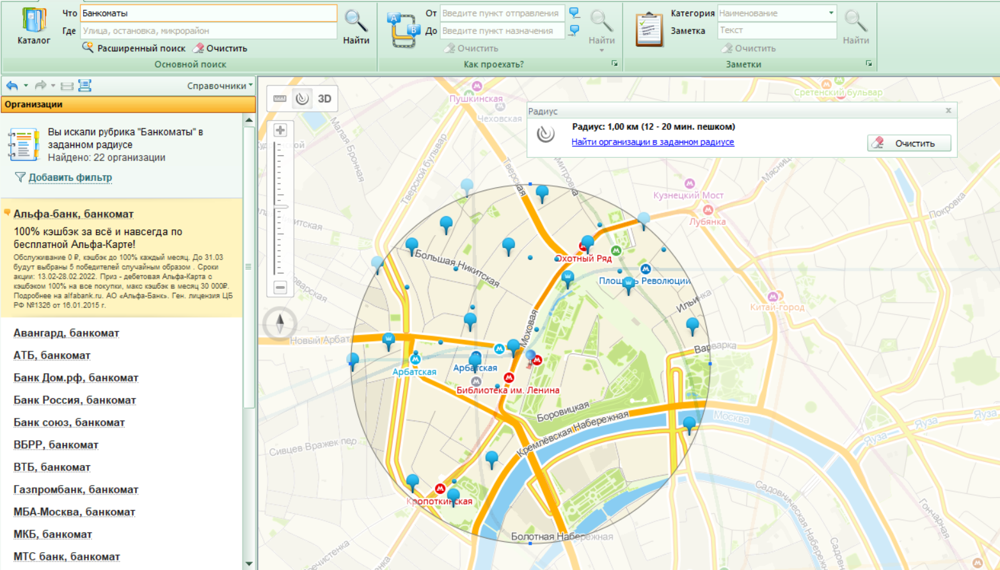 Каталог
Что Банкоматы
Где Улица, остановка, микрорайон
Расширенный поиск Очистить
Найти
Основной поиск
От Введите пункт отправления
До Введите пункт назначения
Очистить
Найти
Как проехать?
Категория Наименование
Заметка Текст
Очистить
Найти
Заметки
Справочники
Организации
Вы искали рубрика "Банкоматы" в
заданном радиусе
Найдено: 22 организации
Добавить фильтр
Альфа-банк, банкомат
100% кэшбэк за всё и навсегда по
бесплатной Альфа-Карте!
Обслуживание 0 ₽, кэшбэк до 100% каждый месяц. До 31.03
будут выбраны 5 победителей случайным образом . Сроки
акции: 13.02-28.02.2022. Приз - дебетовая Альфа-Карта с
кэшбэком 100% на все покупки, макс кэшбэк в месяц 30 000₽.
Подробнее на alfabank.ru. АО «Альфа-Банк». Ген. лицензия ЦБ
РФ №1326 от 16.01.2015 г.
Авангард, банкомат
АТБ, банкомат
Банк Дом.рф, банкомат
Банк Россия, банкомат
Банк союз, банкомат
ВБРР, банкомат
ВТБ, банкомат
Газпромбанк, банкомат
МБА-Москва, банкомат
МКБ, банкомат
МТС банк, банкомат
3D
Радиус
Радиус: 1,00 км (12 - 20 мин. пешком)
Найти организации в заданном радиусе
Очистить
Пушкинская
Чеховская
Сретенский бульвар
Малая Бронная
Тверской бульвар
Тверская
Мясниц
Кузнецкий Мост
Лубянка
Покровка
Большая Никитская
Охотный Ряд
Площадь Революции
Ильинка
Китай-город
Моховая
Новый Арбат
Варварка
Арбатская
Арбатская
Библиотека им. Ленина
Боровицкая
Кремлёвская Набережная
Москва
Яуза
Яуза
Сивцев Вражек пер
Кропоткинская
Садовническая Набережная
Гончарная
Болотная Набережная